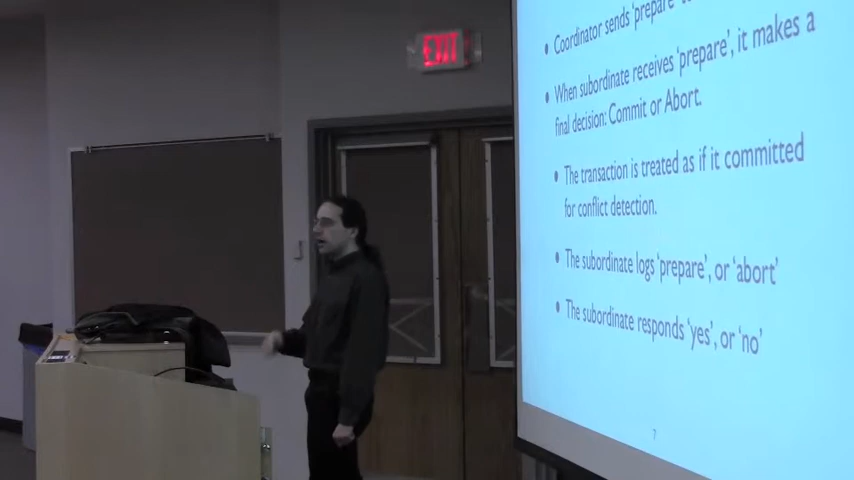 EXIT
• Coordinator sends 'prepare'
• When subordinate receives 'prepare', it makes a
final decision: Commit or Abort.
• The transaction is treated as if it committed
for conflict detection.
• The subordinate logs 'prepare', or 'abort'
• The subordinate responds 'yes', or 'no'
7